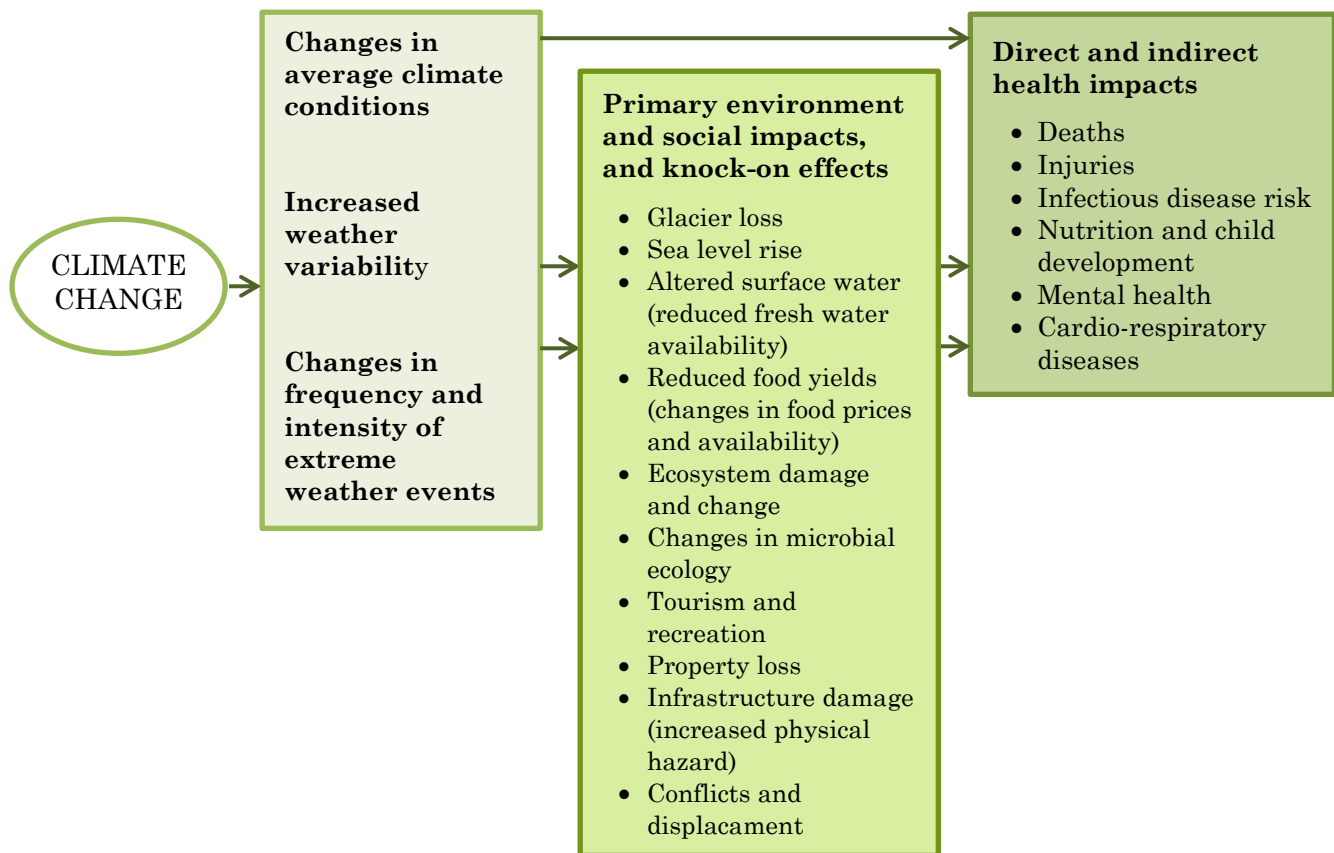 CLIMATE
CHANGE
Changes in
average climate
conditions
Increased
weather
variability
Changes in
frequency and
intensity of
extreme
weather events
Primary environment
and social impacts,
and knock-on effects
• Glacier loss
• Sea level rise
• Altered surface water
(reduced fresh water
availability)
• Reduced food yields
(changes in food prices
and availability)
• Ecosystem damage
and change
• Changes in microbial
ecology
• Tourism and
recreation
• Property loss
• Infrastructure damage
(increased physical
hazard)
• Conflicts and
displacament
Direct and indirect
health impacts
• Deaths
• Injuries
• Infectious disease risk
• Nutrition and child
development
• Mental health
• Cardio-respiratory
diseases